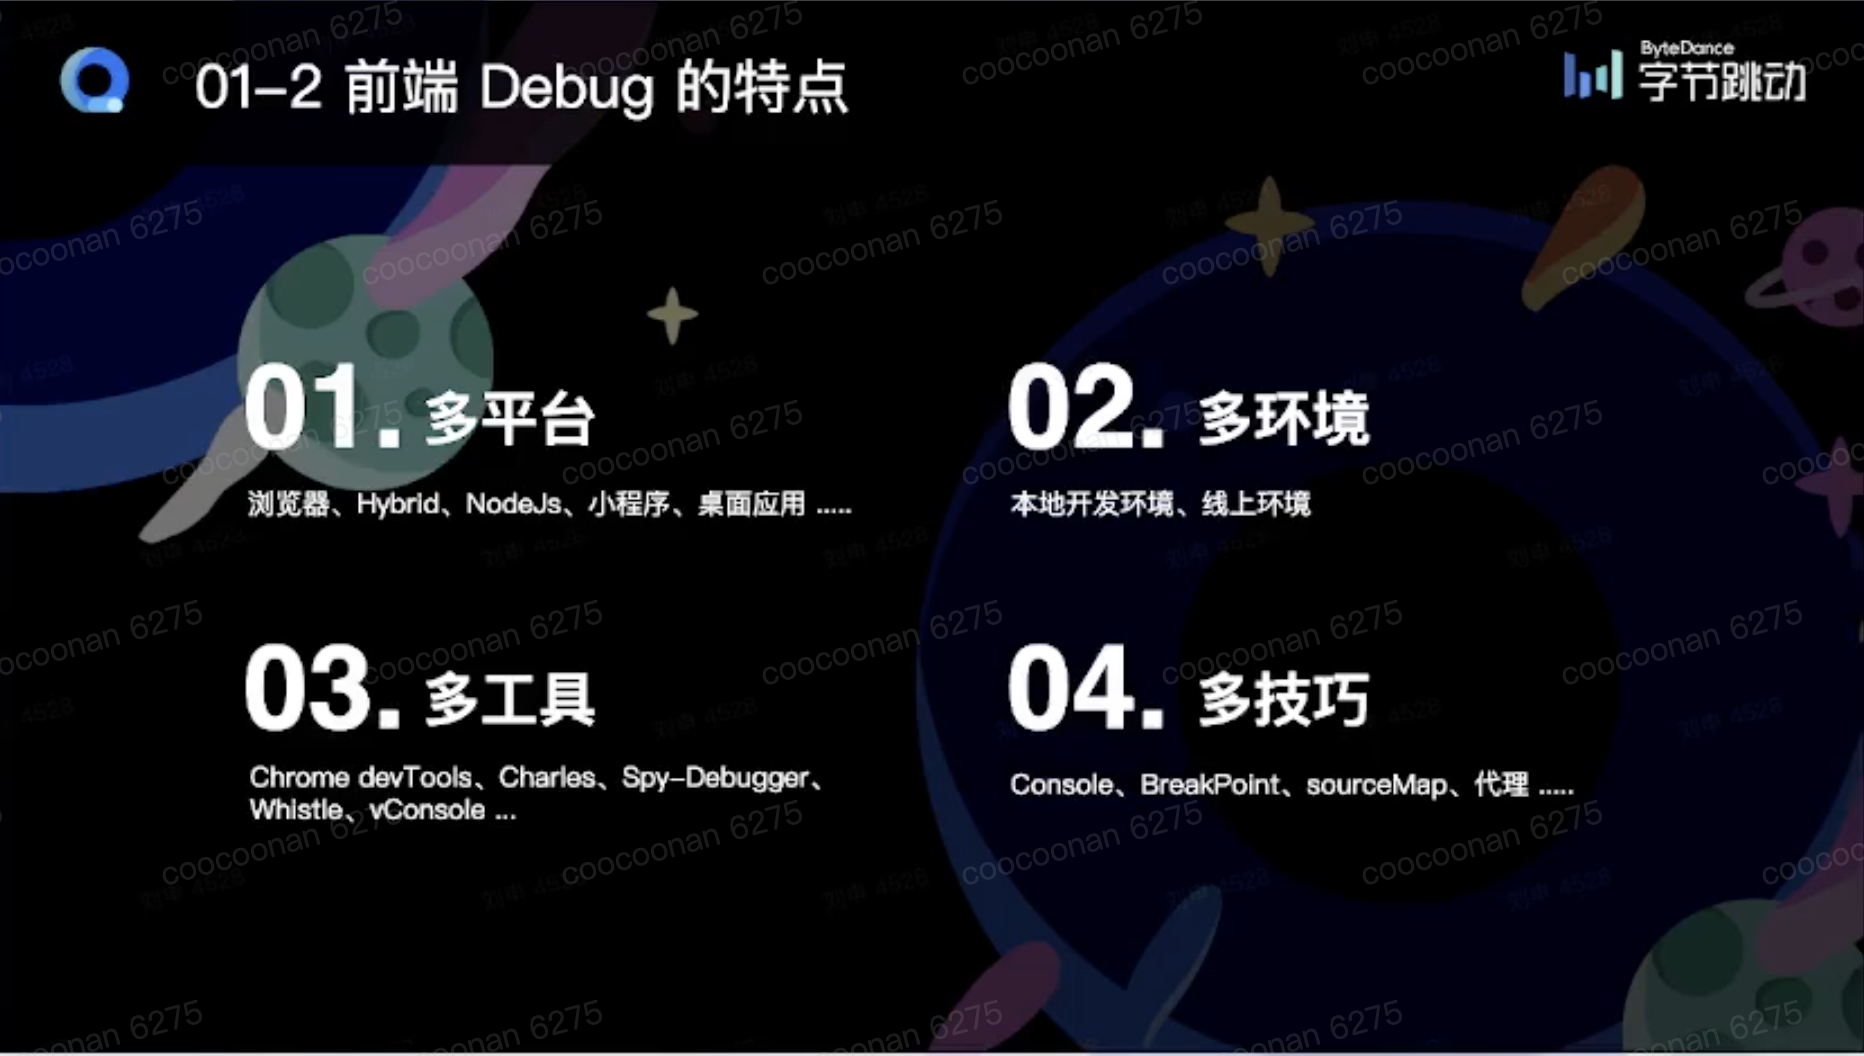 01-2 前端 Debug 的特点
ByteDance
字节跳动
01. 多平台
浏览器、Hybrid、NodeJs、小程序、桌面应用 .....
02. 多环境
本地开发环境、线上环境
03. 多工具
Chrome devTools、Charles、Spy-Debugger、
Whistle、vConsole ...
04. 多技巧
Console、BreakPoint、sourceMap、代理 .....
coocoonan 6275